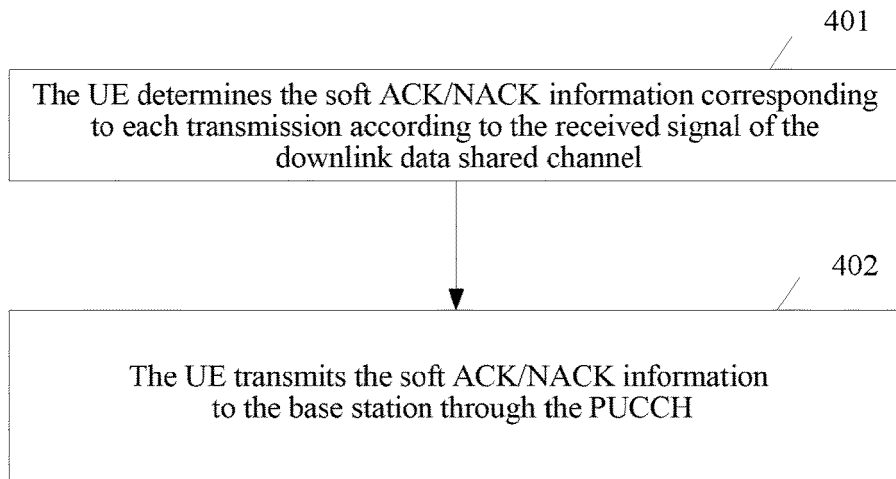 401
The UE determines the soft ACK/NACK information corresponding
to each transmission according to the received signal of the
downlink data shared channel
402
The UE transmits the soft ACK/NACK information
to the base station through the PUCCH